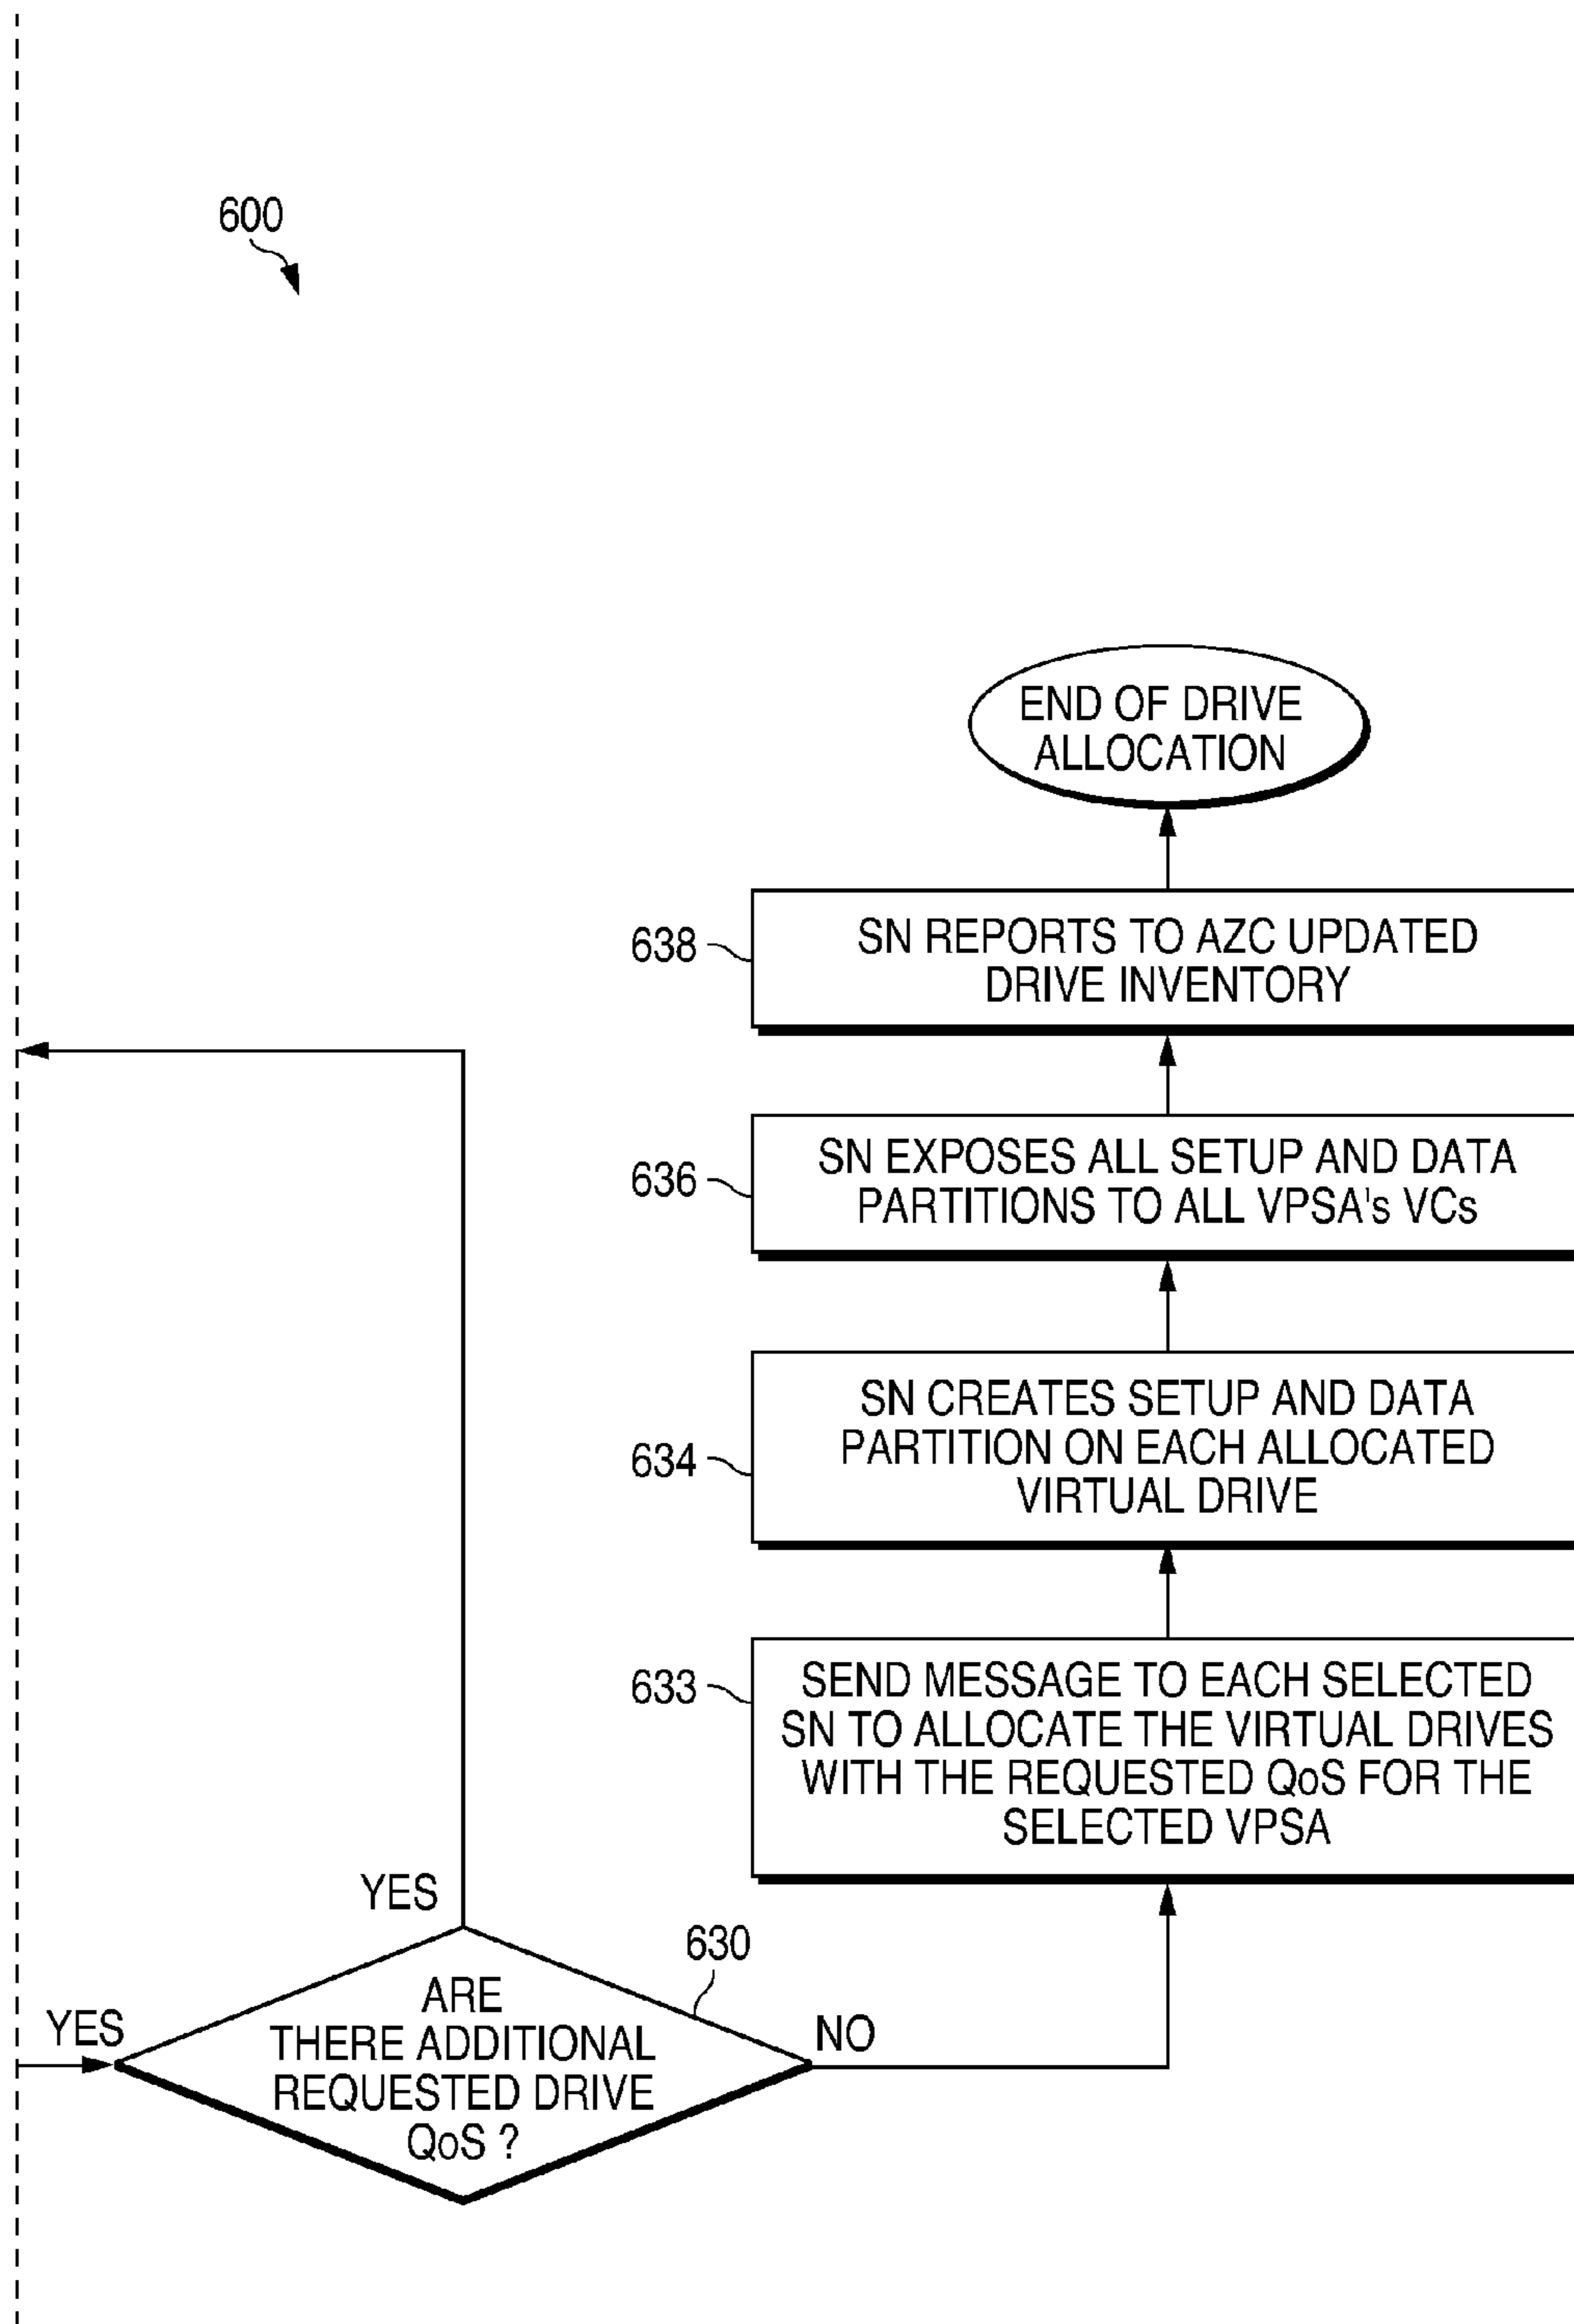 600
END OF DRIVE
ALLOCATION
638
SN REPORTS TO AZC UPDATED
DRIVE INVENTORY
636
SN EXPOSES ALL SETUP AND DATA
PARTITIONS TO ALL VPSA's VCs
634
SN CREATES SETUP AND DATA
PARTITION ON EACH ALLOCATED
VIRTUAL DRIVE
633
SEND MESSAGE TO EACH SELECTED
SN TO ALLOCATE THE VIRTUAL DRIVES
WITH THE REQUESTED QoS FOR THE
SELECTED VPSA
YES
630
YES
ARE
THERE ADDITIONAL
REQUESTED DRIVE
QoS ?
NO